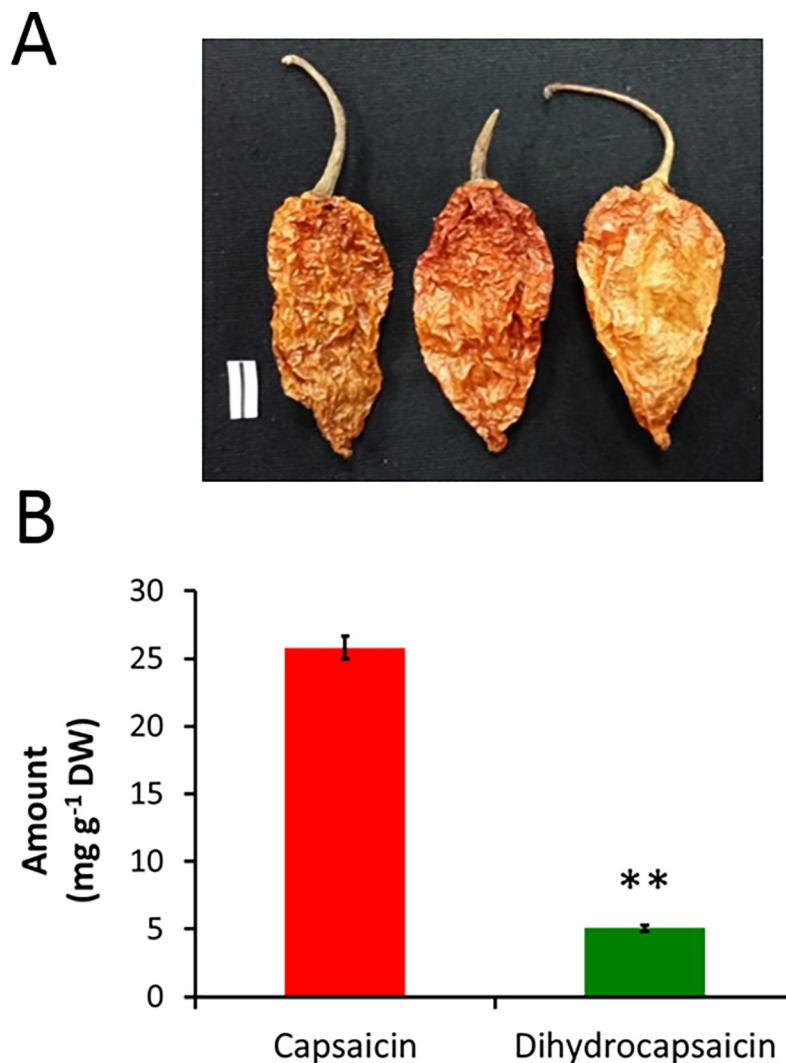 A
B
30
25
20
15
10
5
0
Amount
(mg g⁻¹ DW)
**
Capsaicin
Dihydrocapsaicin